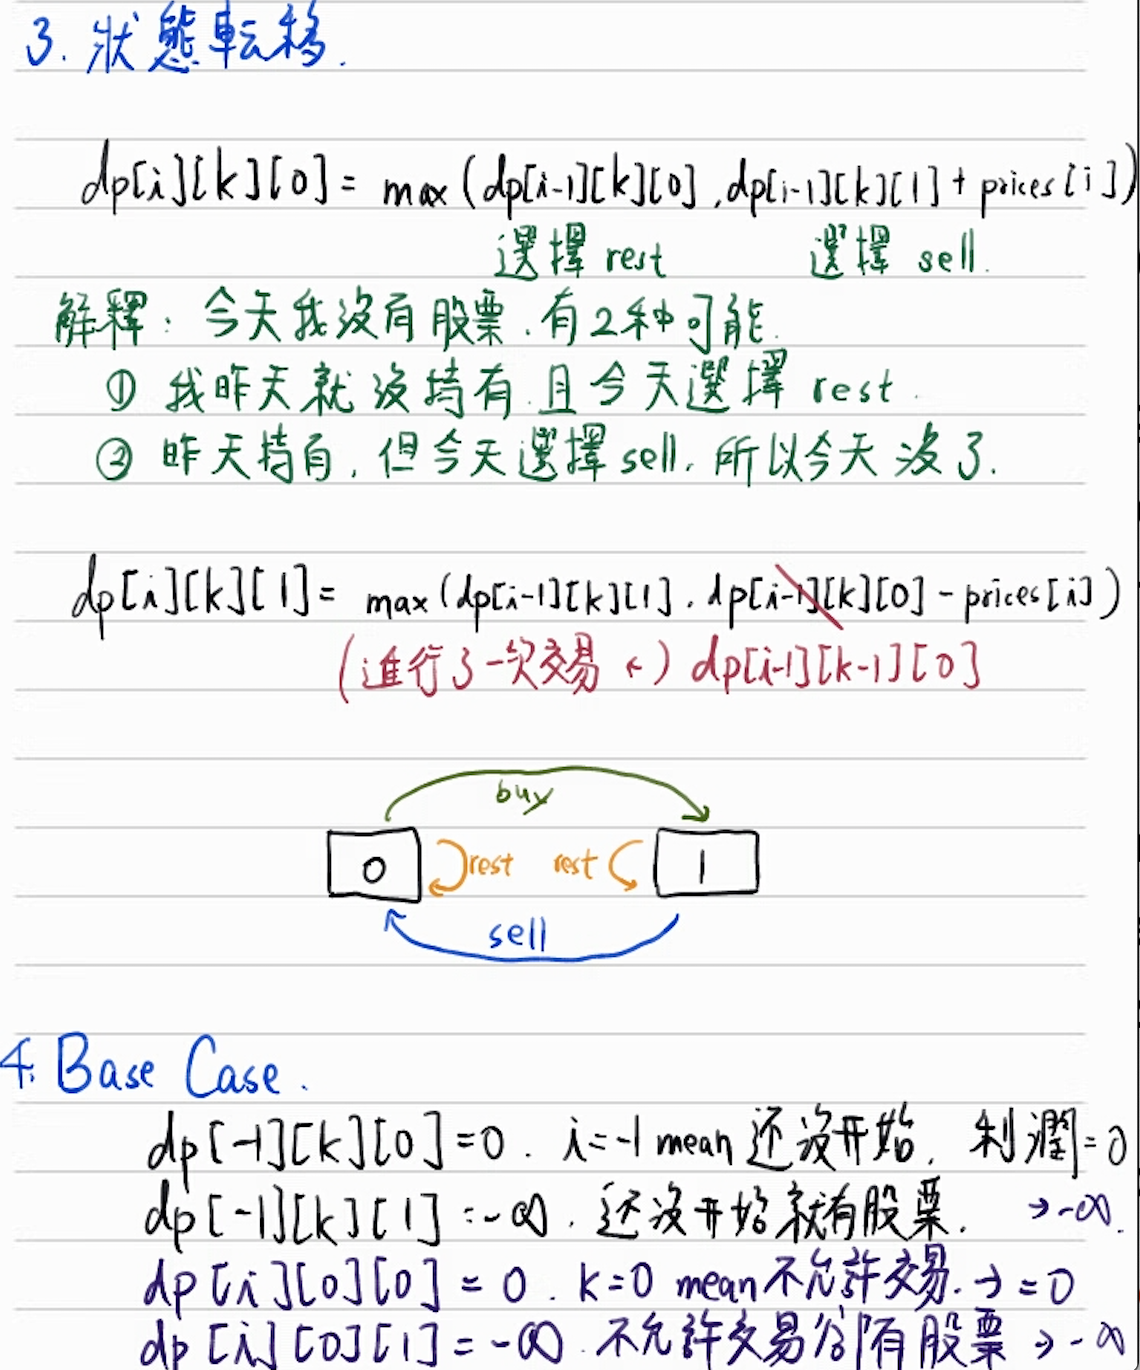 3. 狀態転移.
dp[i][k][0] = max (dp[i-1][k][0], dp[i-1][k][1] + prices[i])
選擇 rest 選擇 sell.
解釋: 今天我没有股票, 有2种可能.
① 我昨天就没持有, 且今天選擇 rest.
② 昨天持有, 但今天選擇 sell. 所以今天没了.
dp[i][k][1] = max (dp[i-1][k][1], dp[i-1][k][0] - prices[i])
(進行了一次交易 ←) dp[i-1][k-1][0]
buy
0 rest rest 1
sell
4. Base Case.
dp[-1][k][0] = 0. i=-1 mean 还没开始, 利潤=0
dp[-1][k][1] = -∞. 还没开始就有股票. → -∞.
dp[i][0][0] = 0. k=0 mean 不允許交易. → = 0
dp[i][0][1] = -∞. 不允許交易 有股票 → -∞